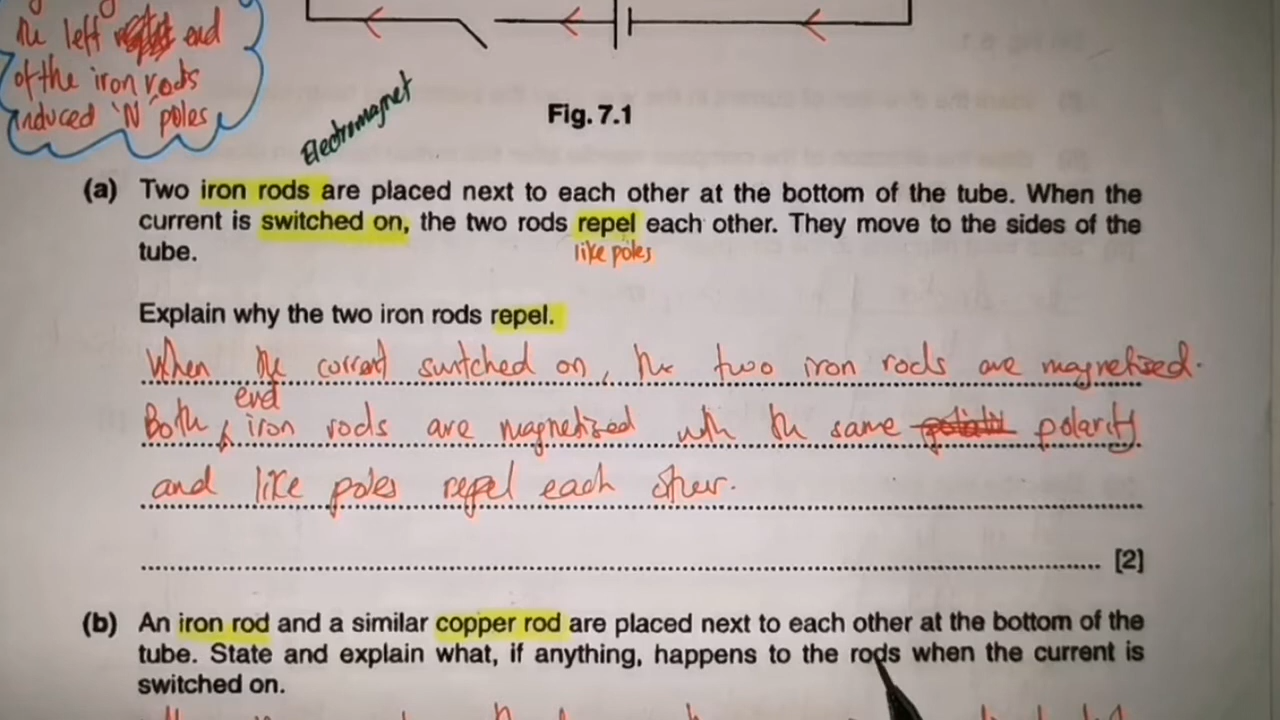 the left end
of the iron rods
induced 'N' poles
Electromagnet
Fig. 7.1
(a) Two iron rods are placed next to each other at the bottom of the tube. When the
current is switched on, the two rods repel each other. They move to the sides of the
like poles
tube.
Explain why the two iron rods repel.
When the current switched on, the two iron rods are magnetised.
end
Both iron rods are magnetised with the same polarity
and like poles repel each other.
[2]
(b) An iron rod and a similar copper rod are placed next to each other at the bottom of the
tube. State and explain what, if anything, happens to the rods when the current is
switched on.